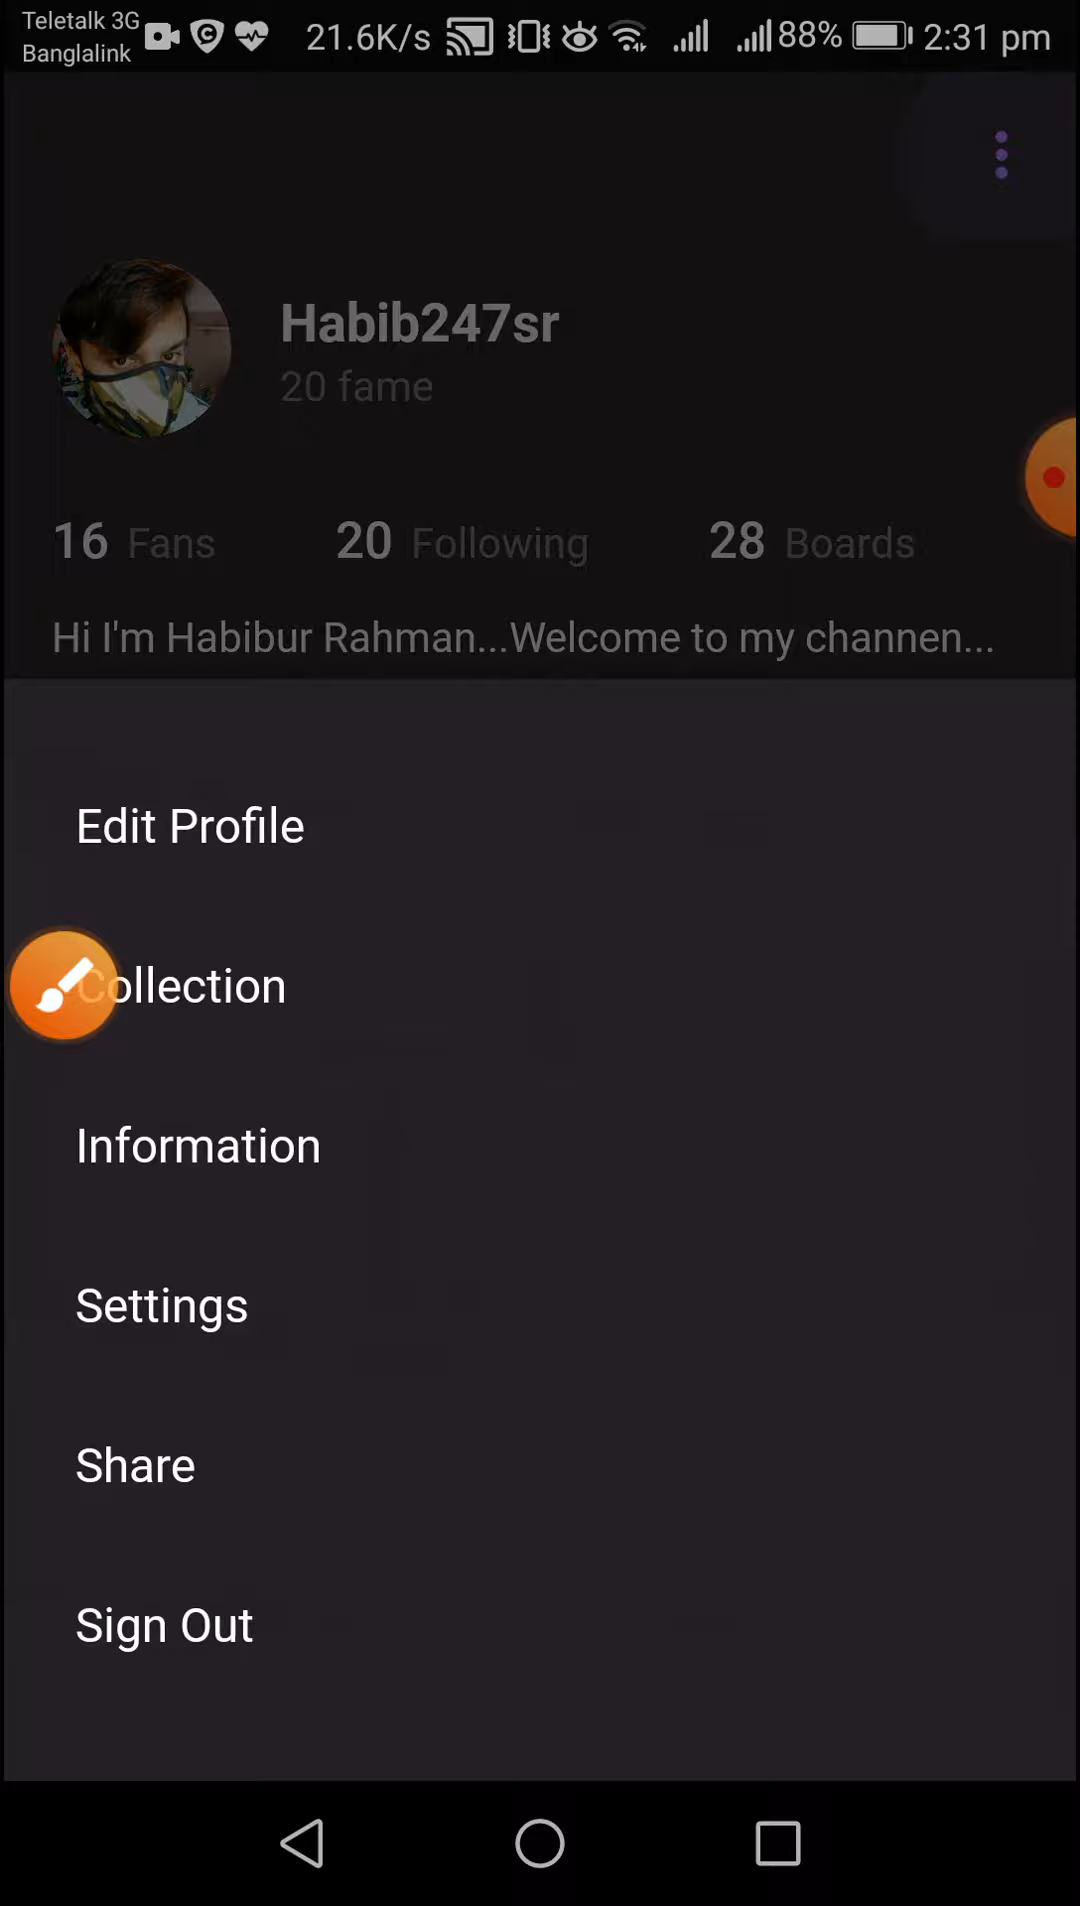 Teletalk 3G 21.6K/s 88% 2:31 pm
Banglalink
Habib247sr
20 fame
16 Fans 20 Following 28 Boards
Hi I'm Habibur Rahman...Welcome to my channen...
Edit Profile
Collection
Information
Settings
Share
Sign Out